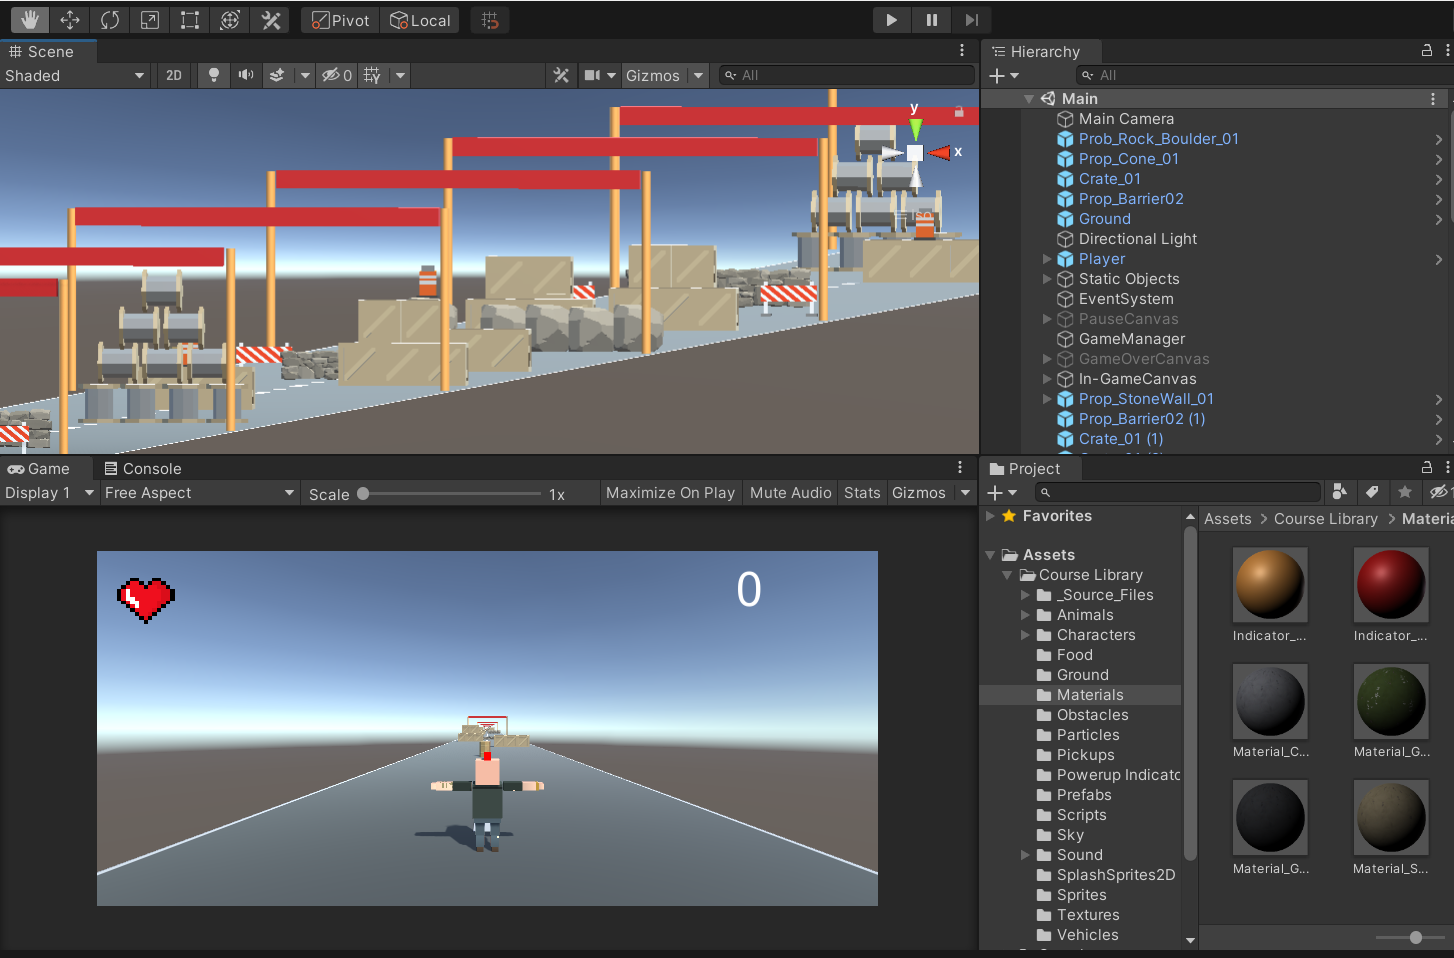 Pivot Local
Scene
Shaded 2D 0 Gizmos All
y
x
Hierarchy
All
Main
Main Camera
Prob_Rock_Boulder_01
Prop_Cone_01
Crate_01
Prop_Barrier02
Ground
Directional Light
Player
Static Objects
EventSystem
PauseCanvas
GameManager
GameOverCanvas
In-GameCanvas
Prop_StoneWall_01
Prop_Barrier02 (1)
Crate_01 (1)
Game Console
Display 1 Free Aspect Scale 1x Maximize On Play Mute Audio Stats Gizmos
0
Project
Favorites
Assets
Course Library
_Source_Files
Animals
Characters
Food
Ground
Materials
Obstacles
Particles
Pickups
Powerup Indicato
Prefabs
Scripts
Sky
Sound
SplashSprites2D
Sprites
Textures
Vehicles
Assets > Course Library > Materia
Indicator_... Indicator_...
Material_C... Material_G...
Material_G... Material_S...